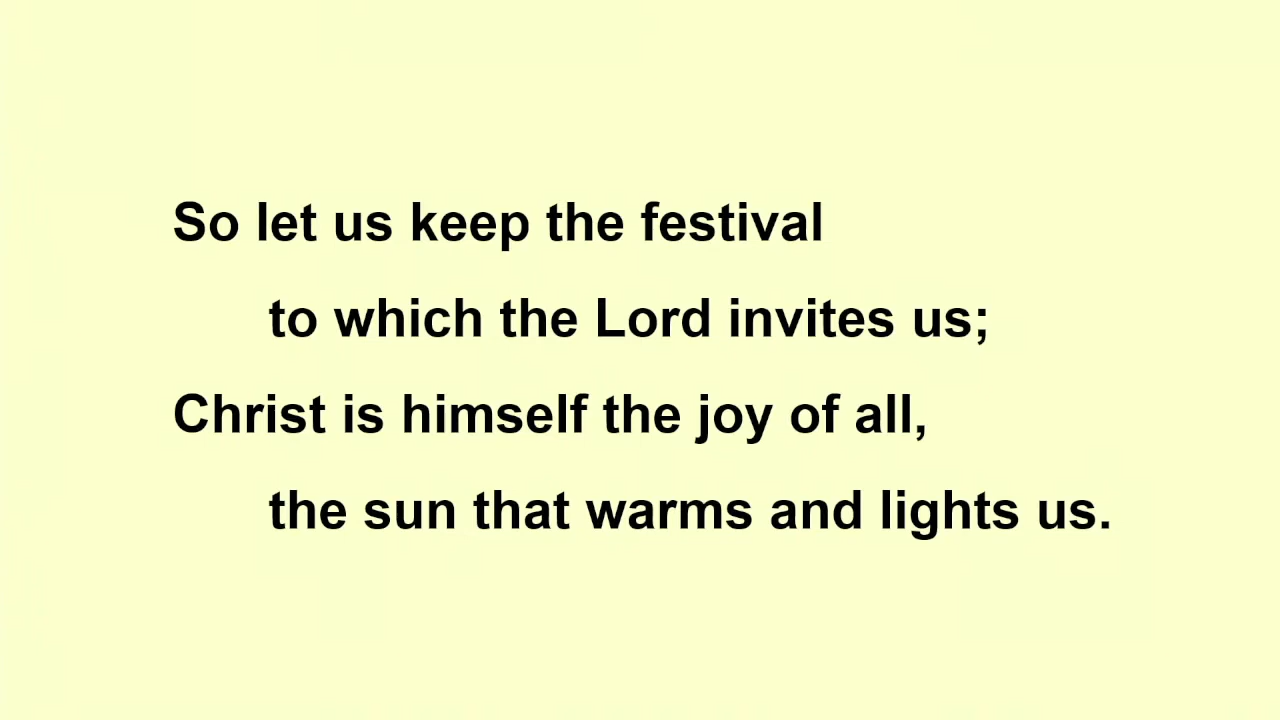 So let us keep the festival
to which the Lord invites us;
Christ is himself the joy of all,
the sun that warms and lights us.